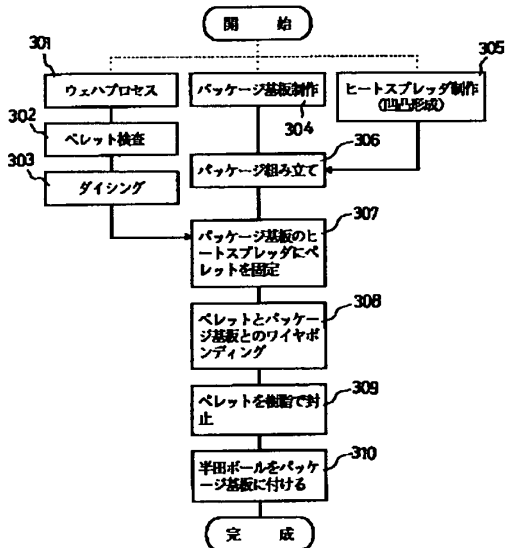 開 始
301
ウェハプロセス
302
ペレット検査
303
ダイシング
パッケージ基板制作
304
305
ヒートスプレッダ制作
(凹凸形成)
306
パッケージ組み立て
307
パッケージ基板のヒ
ートスプレッダにペ
レットを固定
308
ペレットとパッケー
ジ基板とのワイヤボ
ンディング
309
ペレットを樹脂で封
止
310
半田ボールをパッケ
ージ基板に付ける
完 成